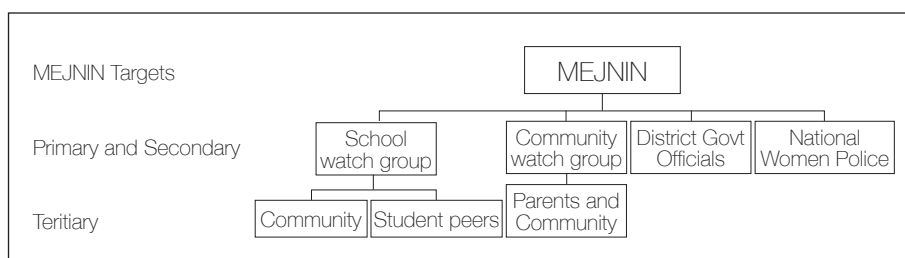 MEJNIN Targets
MEJNIN
Primary and Secondary
School
watch group
Community
watch group
District Govt
Officials
National
Women Police
Teritiary
Community
Student peers
Parents and
Community